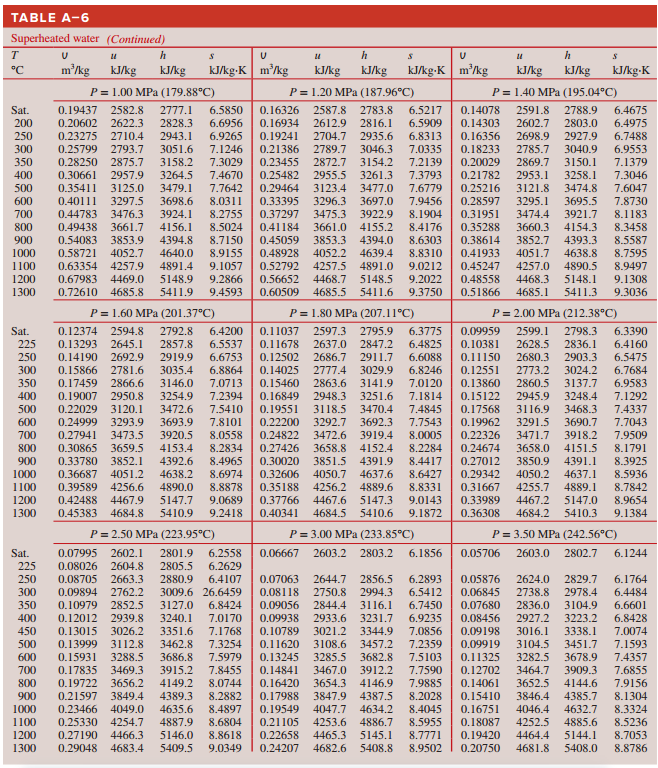 TABLE A–6
Superheated water (Continued)
T υ u h s υ u h s υ u h s
°C m³/kg kJ/kg kJ/kg kJ/kg·K m³/kg kJ/kg kJ/kg kJ/kg·K m³/kg kJ/kg kJ/kg kJ/kg·K
P = 1.00 MPa (179.88°C) P = 1.20 MPa (187.96°C) P = 1.40 MPa (195.04°C)
Sat. 0.19437 2582.8 2777.1 6.5850 0.16326 2587.8 2783.8 6.5217 0.14078 2591.8 2788.9 6.4675
200 0.20602 2622.3 2828.3 6.6956 0.16934 2612.9 2816.1 6.5909 0.14303 2602.7 2803.0 6.4975
250 0.23275 2710.4 2943.1 6.9265 0.19241 2704.7 2935.6 6.8313 0.16356 2698.9 2927.9 6.7488
300 0.25799 2793.7 3051.6 7.1246 0.21386 2789.7 3046.3 7.0335 0.18233 2785.7 3040.9 6.9553
350 0.28250 2875.7 3158.2 7.3029 0.23455 2872.7 3154.2 7.2139 0.20029 2869.7 3150.1 7.1379
400 0.30661 2957.9 3264.5 7.4670 0.25482 2955.5 3261.3 7.3793 0.21782 2953.1 3258.1 7.3046
500 0.35411 3125.0 3479.1 7.7642 0.29464 3123.4 3477.0 7.6779 0.25216 3121.8 3474.8 7.6047
600 0.40111 3297.5 3698.6 8.0311 0.33395 3296.3 3697.0 7.9456 0.28597 3295.1 3695.5 7.8730
700 0.44783 3476.3 3924.1 8.2755 0.37297 3475.3 3922.9 8.1904 0.31951 3474.4 3921.7 8.1183
800 0.49438 3661.7 4156.1 8.5024 0.41184 3661.0 4155.2 8.4176 0.35288 3660.3 4154.3 8.3458
900 0.54083 3853.9 4394.8 8.7150 0.45059 3853.3 4394.0 8.6303 0.38614 3852.7 4393.3 8.5587
1000 0.58721 4052.7 4640.0 8.9155 0.48928 4052.2 4639.4 8.8310 0.41933 4051.7 4638.8 8.7595
1100 0.63354 4257.9 4891.4 9.1057 0.52792 4257.5 4891.0 9.0212 0.45247 4257.0 4890.5 8.9497
1200 0.67983 4469.0 5148.9 9.2866 0.56652 4468.7 5148.5 9.2022 0.48558 4468.3 5148.1 9.1308
1300 0.72610 4685.8 5411.9 9.4593 0.60509 4685.5 5411.6 9.3750 0.51866 4685.1 5411.3 9.3036
P = 1.60 MPa (201.37°C) P = 1.80 MPa (207.11°C) P = 2.00 MPa (212.38°C)
Sat. 0.12374 2594.8 2792.8 6.4200 0.11037 2597.3 2795.9 6.3775 0.09959 2599.1 2798.3 6.3390
225 0.13293 2645.1 2857.8 6.5537 0.11678 2637.0 2847.2 6.4825 0.10381 2628.5 2836.1 6.4160
250 0.14190 2692.9 2919.9 6.6753 0.12502 2686.7 2911.7 6.6088 0.11150 2680.3 2903.3 6.5475
300 0.15866 2781.6 3035.4 6.8864 0.14025 2777.4 3029.9 6.8246 0.12551 2773.2 3024.2 6.7684
350 0.17459 2866.6 3146.0 7.0713 0.15460 2863.6 3141.9 7.0120 0.13860 2860.5 3137.7 6.9583
400 0.19007 2950.8 3254.9 7.2394 0.16849 2948.3 3251.6 7.1814 0.15122 2945.9 3248.4 7.1292
500 0.22029 3120.1 3472.6 7.5410 0.19551 3118.5 3470.4 7.4845 0.17568 3116.9 3468.3 7.4337
600 0.24999 3293.9 3693.9 7.8101 0.22200 3292.7 3692.3 7.7543 0.19962 3291.5 3690.7 7.7043
700 0.27941 3473.5 3920.5 8.0558 0.24822 3472.6 3919.4 8.0005 0.22326 3471.7 3918.2 7.9509
800 0.30865 3659.5 4153.4 8.2834 0.27426 3658.8 4152.4 8.2284 0.24674 3658.0 4151.5 8.1791
900 0.33780 3852.1 4392.6 8.4965 0.30020 3851.5 4391.9 8.4417 0.27012 3850.9 4391.1 8.3925
1000 0.36687 4051.2 4638.2 8.6974 0.32606 4050.7 4637.6 8.6427 0.29342 4050.2 4637.1 8.5936
1100 0.39589 4256.6 4890.0 8.8878 0.35188 4256.2 4889.6 8.8331 0.31667 4255.7 4889.1 8.7842
1200 0.42488 4467.9 5147.7 9.0689 0.37766 4467.6 5147.3 9.0143 0.33989 4467.2 5147.0 8.9654
1300 0.45383 4684.8 5410.9 9.2418 0.40341 4684.5 5410.6 9.1872 0.36308 4684.2 5410.3 9.1384
P = 2.50 MPa (223.95°C) P = 3.00 MPa (233.85°C) P = 3.50 MPa (242.56°C)
Sat. 0.07995 2602.1 2801.9 6.2558 0.06667 2603.2 2803.2 6.1856 0.05706 2603.0 2802.7 6.1244
225 0.08026 2604.8 2805.5 6.2629
250 0.08705 2663.3 2880.9 6.4107 0.07063 2644.7 2856.5 6.2893 0.05876 2624.0 2829.7 6.1764
300 0.09894 2762.2 3009.6 26.6459 0.08118 2750.8 2994.3 6.5412 0.06845 2738.8 2978.4 6.4484
350 0.10979 2852.5 3127.0 6.8424 0.09056 2844.4 3116.1 6.7450 0.07680 2836.0 3104.9 6.6601
400 0.12012 2939.8 3240.1 7.0170 0.09938 2933.6 3231.7 6.9235 0.08456 2927.2 3223.2 6.8428
450 0.13015 3026.2 3351.6 7.1768 0.10789 3021.2 3344.9 7.0856 0.09198 3016.1 3338.1 7.0074
500 0.13999 3112.8 3462.8 7.3254 0.11620 3108.6 3457.2 7.2359 0.09919 3104.5 3451.7 7.1593
600 0.15931 3288.5 3686.8 7.5979 0.13245 3285.5 3682.8 7.5103 0.11325 3282.5 3678.9 7.4357
700 0.17835 3469.3 3915.2 7.8455 0.14841 3467.0 3912.2 7.7590 0.12702 3464.7 3909.3 7.6855
800 0.19722 3656.2 4149.2 8.0744 0.16420 3654.3 4146.9 7.9885 0.14061 3652.5 4144.6 7.9156
900 0.21597 3849.4 4389.3 8.2882 0.17988 3847.9 4387.5 8.2028 0.15410 3846.4 4385.7 8.1304
1000 0.23466 4049.0 4635.6 8.4897 0.19549 4047.7 4634.2 8.4045 0.16751 4046.4 4632.7 8.3324
1100 0.25330 4254.7 4887.9 8.6804 0.21105 4253.6 4886.7 8.5955 0.18087 4252.5 4885.6 8.5236
1200 0.27190 4466.3 5146.0 8.8618 0.22658 4465.3 5145.1 8.7771 0.19420 4464.4 5144.1 8.7053
1300 0.29048 4683.4 5409.5 9.0349 0.24207 4682.6 5408.8 8.9502 0.20750 4681.8 5408.0 8.8786